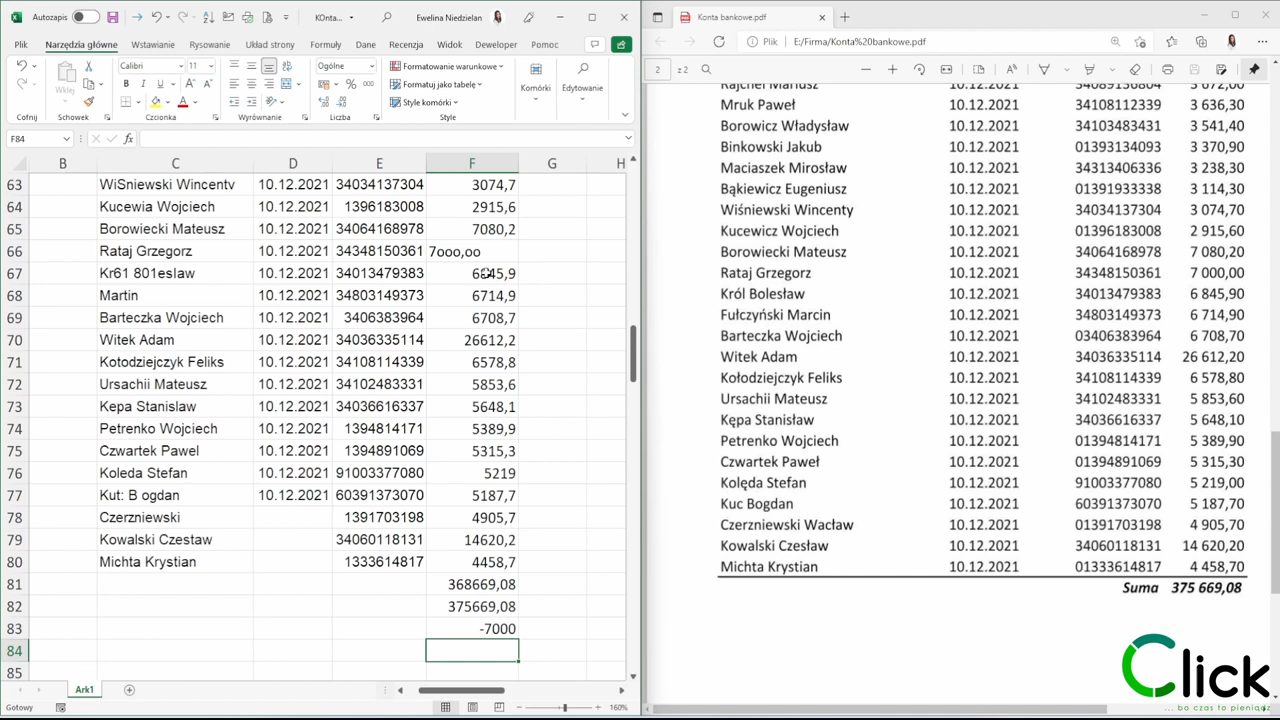 Autozapis
KOnta...
Ewelina Niedzielan
Plik Narzędzia główne Wstawianie Rysowanie Układ strony Formuły Dane Recenzja Widok Deweloper Pomoc
Wklej
Calibri
11
Ogólne
Formatowanie warunkowe
Formatuj jako tabelę
Style komórki
Komórki
Edytowanie
Cofnij Schowek Czcionka Wyrównanie Liczba Style
F84
fx
B C D E F G H
63 WiSniewski Wincentv 10.12.2021 34034137304 3074,7
64 Kucewia Wojciech 10.12.2021 1396183008 2915,6
65 Borowiecki Mateusz 10.12.2021 34064168978 7080,2
66 Rataj Grzegorz 10.12.2021 34348150361 7ooo,oo
67 Kr61 801eslaw 10.12.2021 34013479383 6845,9
68 Martin 10.12.2021 34803149373 6714,9
69 Barteczka Wojciech 10.12.2021 3406383964 6708,7
70 Witek Adam 10.12.2021 34036335114 26612,2
71 Kotodziejczyk Feliks 10.12.2021 34108114339 6578,8
72 Ursachii Mateusz 10.12.2021 34102483331 5853,6
73 Kepa Stanislaw 10.12.2021 34036616337 5648,1
74 Petrenko Wojciech 10.12.2021 1394814171 5389,9
75 Czwartek Pawel 10.12.2021 1394891069 5315,3
76 Koleda Stefan 10.12.2021 91003377080 5219
77 Kut: B ogdan 10.12.2021 60391373070 5187,7
78 Czerzniewski 1391703198 4905,7
79 Kowalski Czestaw 34060118131 14620,2
80 Michta Krystian 1333614817 4458,7
81 368669,08
82 375669,08
83 -7000
84
85
Ark1
Gotowy
160%
Konta bankowe.pdf
Plik E:/Firma/Konta%20bankowe.pdf
2 z 2
Rajchel Mariusz 10.12.2021 34089136804 3 672,00
Mruk Paweł 10.12.2021 34108112339 3 636,30
Borowicz Władysław 10.12.2021 34103483431 3 541,40
Binkowski Jakub 10.12.2021 01393134093 3 370,90
Maciaszek Mirosław 10.12.2021 34313406336 3 238,30
Bąkiewicz Eugeniusz 10.12.2021 01391933338 3 114,30
Wiśniewski Wincenty 10.12.2021 34034137304 3 074,70
Kucewicz Wojciech 10.12.2021 01396183008 2 915,60
Borowiecki Mateusz 10.12.2021 34064168978 7 080,20
Rataj Grzegorz 10.12.2021 34348150361 7 000,00
Król Bolesław 10.12.2021 34013479383 6 845,90
Fułczyński Marcin 10.12.2021 34803149373 6 714,90
Barteczka Wojciech 10.12.2021 03406383964 6 708,70
Witek Adam 10.12.2021 34036335114 26 612,20
Kołodziejczyk Feliks 10.12.2021 34108114339 6 578,80
Ursachii Mateusz 10.12.2021 34102483331 5 853,60
Kępa Stanisław 10.12.2021 34036616337 5 648,10
Petrenko Wojciech 10.12.2021 01394814171 5 389,90
Czwartek Paweł 10.12.2021 01394891069 5 315,30
Kolęda Stefan 10.12.2021 91003377080 5 219,00
Kuc Bogdan 10.12.2021 60391373070 5 187,70
Czerzniewski Wacław 10.12.2021 01391703198 4 905,70
Kowalski Czesław 10.12.2021 34060118131 14 620,20
Michta Krystian 10.12.2021 01333614817 4 458,70
Suma 375 669,08
Click
... bo czas to pieniądz